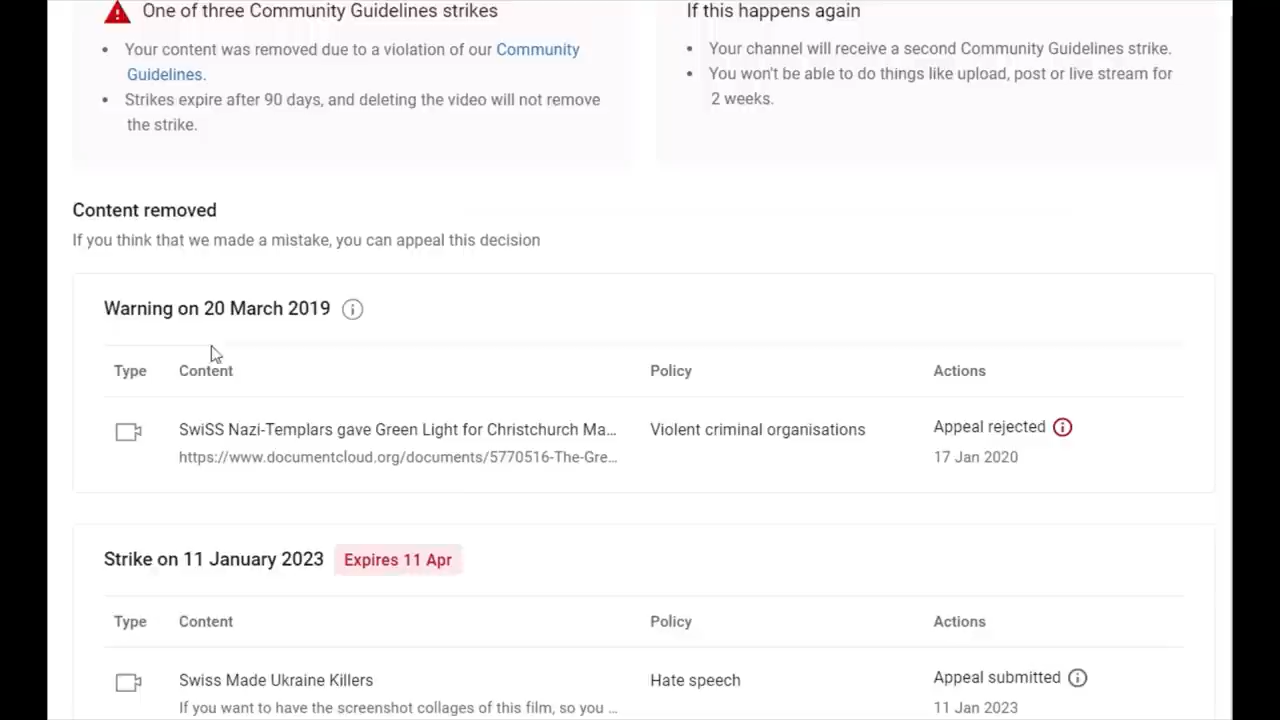 One of three Community Guidelines strikes
• Your content was removed due to a violation of our Community
Guidelines.
• Strikes expire after 90 days, and deleting the video will not remove
the strike.
If this happens again
• Your channel will receive a second Community Guidelines strike.
• You won't be able to do things like upload, post or live stream for
2 weeks.
Content removed
If you think that we made a mistake, you can appeal this decision
Warning on 20 March 2019
Type Content Policy Actions
SwiSS Nazi-Templars gave Green Light for Christchurch Ma... Violent criminal organisations Appeal rejected
https://www.documentcloud.org/documents/5770516-The-Gre... 17 Jan 2020
Strike on 11 January 2023 Expires 11 Apr
Type Content Policy Actions
Swiss Made Ukraine Killers Hate speech Appeal submitted
If you want to have the screenshot collages of this film, so you ... 11 Jan 2023